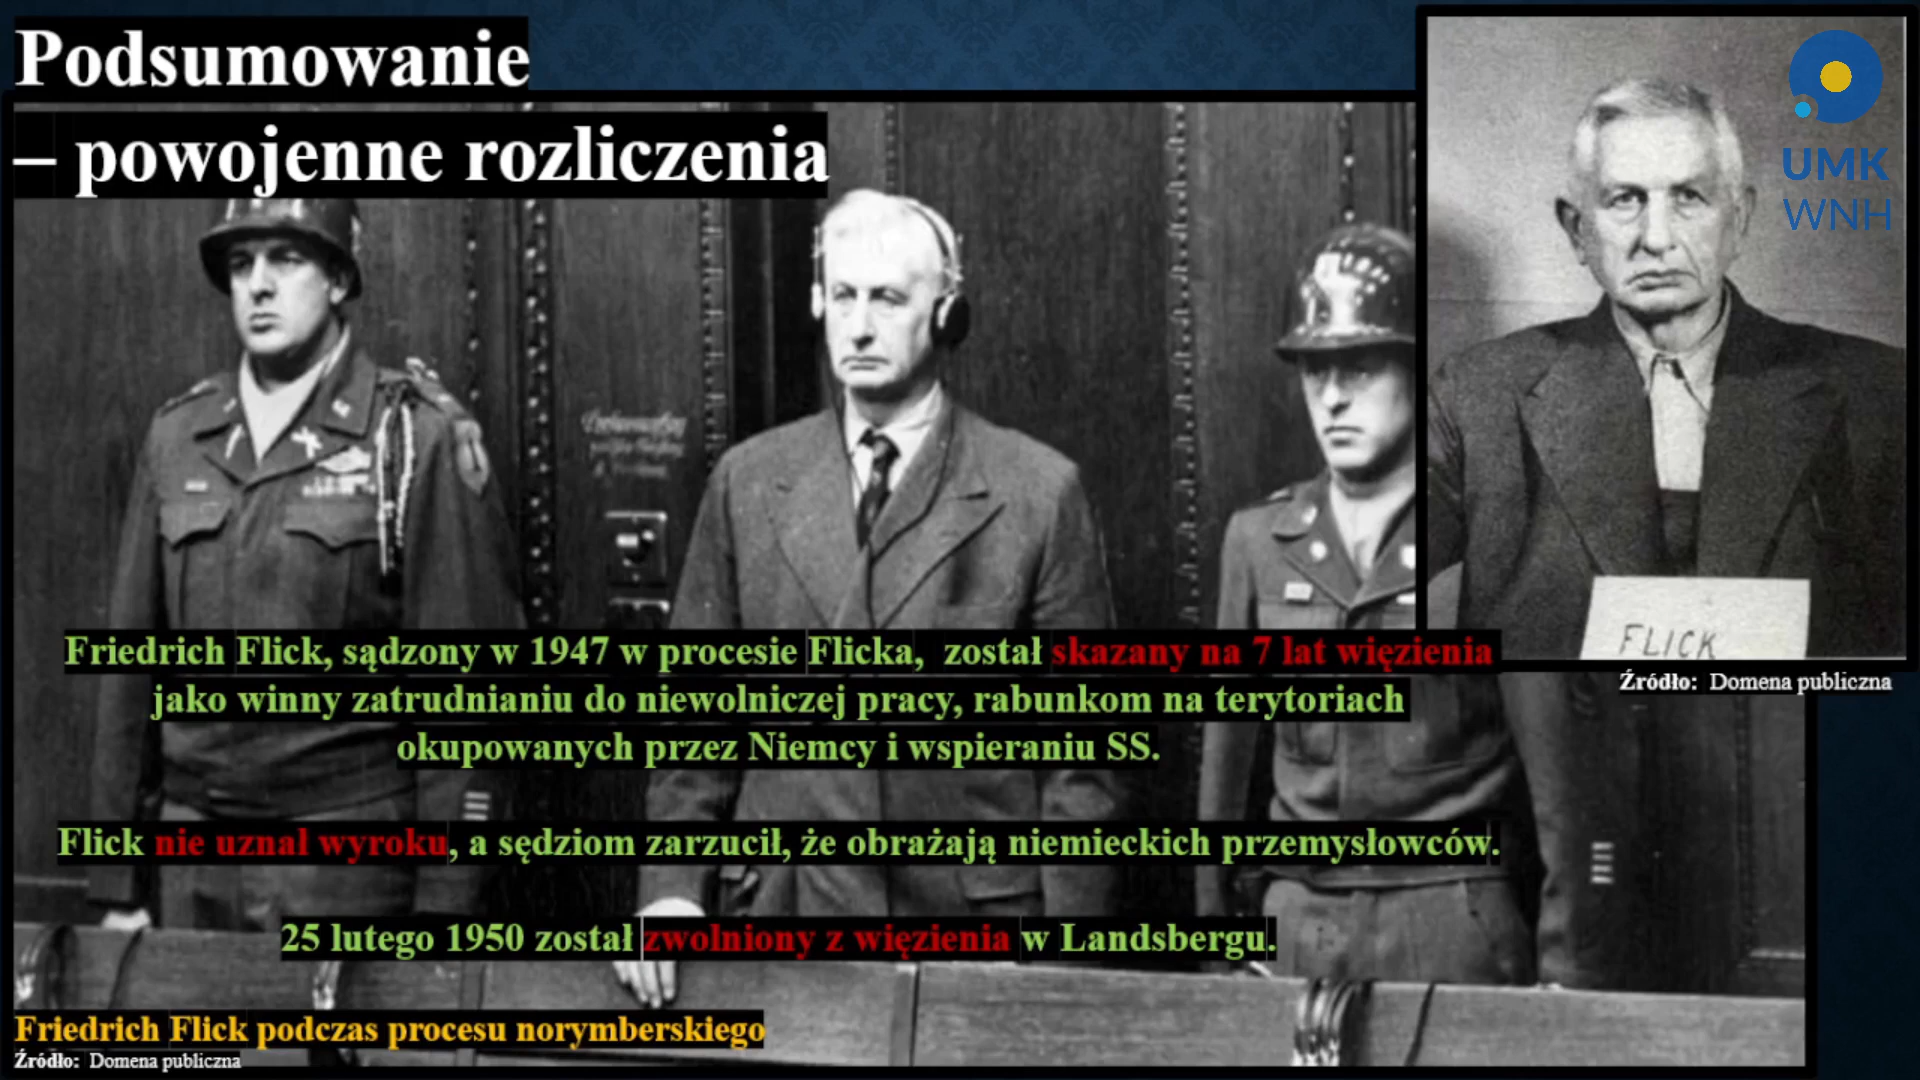 Podsumowanie
– powojenne rozliczenia
UMK
WNH
FLICK
Źródło: Domena publiczna
Friedrich Flick, sądzony w 1947 w procesie Flicka, został skazany na 7 lat więzienia
jako winny zatrudnianiu do niewolniczej pracy, rabunkom na terytoriach
okupowanych przez Niemcy i wspieraniu SS.
Flick nie uznał wyroku, a sędziom zarzucił, że obrażają niemieckich przemysłowców.
25 lutego 1950 został zwolniony z więzienia w Landsbergu.
Friedrich Flick podczas procesu norymberskiego
Źródło: Domena publiczna